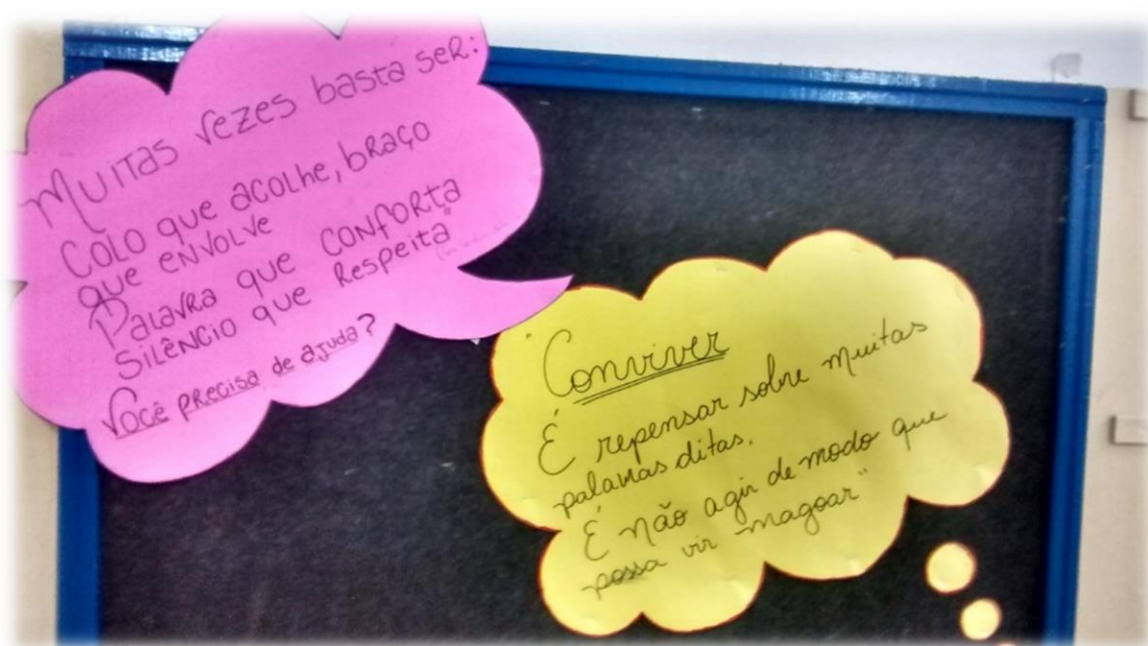 Muitas vezes basta ser:
Colo que acolhe, braço
que envolve
Palavra que conforta
Silêncio que respeita"
Você precisa de ajuda?
"Conviver
É repensar sobre muitas
palavras ditas.
É não agir de modo que
possa vir magoar"